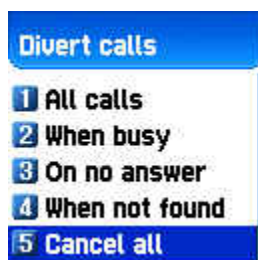 Divert calls
1 All calls
2 When busy
3 On no answer
4 When not found
5 Cancel all